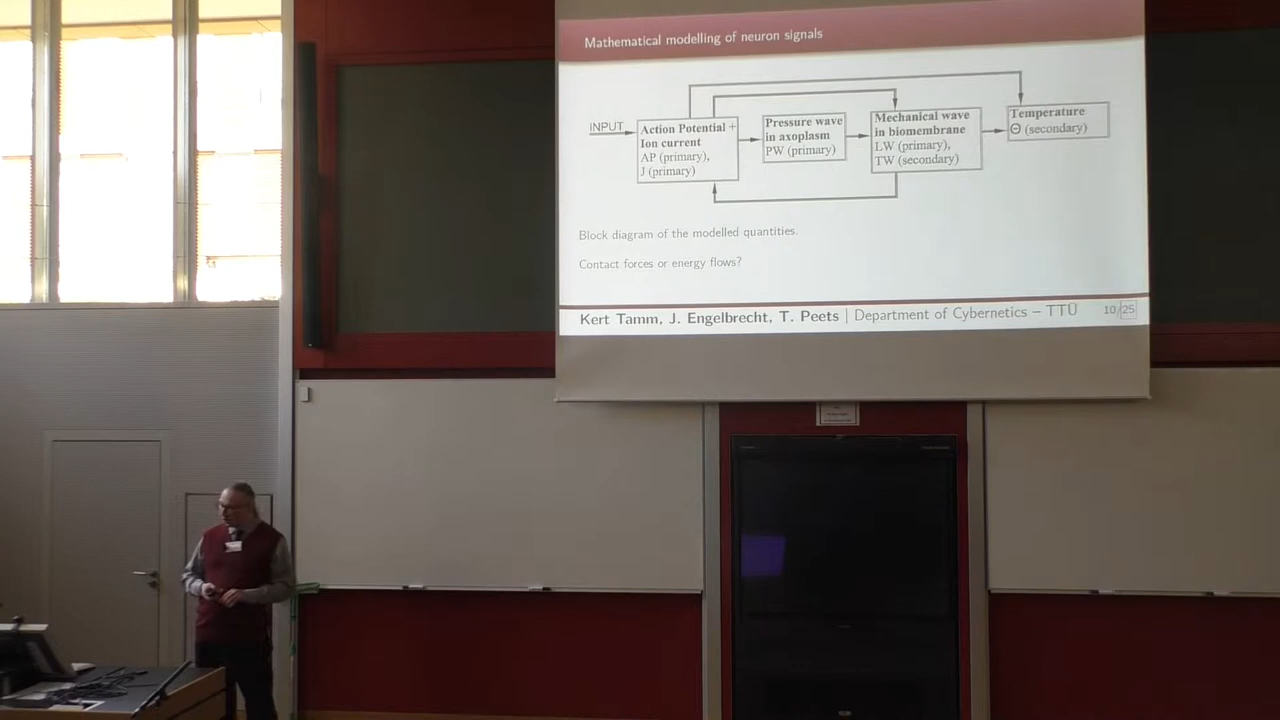 Mathematical modelling of neuron signals
INPUT
Action Potential +
Ion current
AP (primary),
J (primary)
Pressure wave
in axoplasm
PW (primary)
Mechanical wave
in biomembrane
LW (primary),
TW (secondary)
Temperature
Θ (secondary)
Block diagram of the modelled quantities.
Contact forces or energy flows?
Kert Tamm, J. Engelbrecht, T. Peets | Department of Cybernetics – TTÜ 10/25